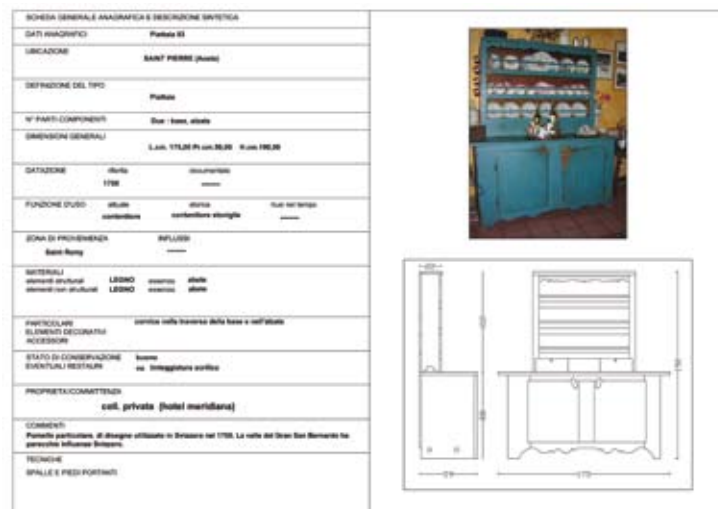 SCHEDA GENERALE ANAGRAFICA E DESCRIZIONE SINTETICA
DATI ANAGRAFICI Piattaia 03
UBICAZIONE
SAINT PIERRE (Aosta)
DEFINIZIONE DEL TIPO
Piattaia
N° PARTI COMPONENTI Due : base, alzata
DIMENSIONI GENERALI
L.cm. 175,00 Pr.cm.59,00 H.cm.190,00
DATAZIONE riferita documentata
1750 -------
FUNZIONE D'USO attuale storica
contenitore contenitore stoviglie -------
ZONA DI PROVENIENZA INFLUSSI
Saint Remy -------
MATERIALI
elementi strutturali LEGNO essenza abete
elementi non strutturali LEGNO essenza abete
PARTICOLARI cornice nella traversa della base e nell'alzata
ELEMENTI DECORATIVI
ACCESSORI
STATO DI CONSERVAZIONE buono
EVENTUALI RESTAURI tinteggiatura acrilica
PROPRIETA'/COMMITTENZA
coll. privata (hotel meridiana)
COMMENTI
Pomello particolare, di disegno utilizzato in Svizzera nel 1750. La valle del Gran San Bernardo ha
parecchie influenze Svizzere.
TECNICHE
SPALLE E PIEDI PORTANTI